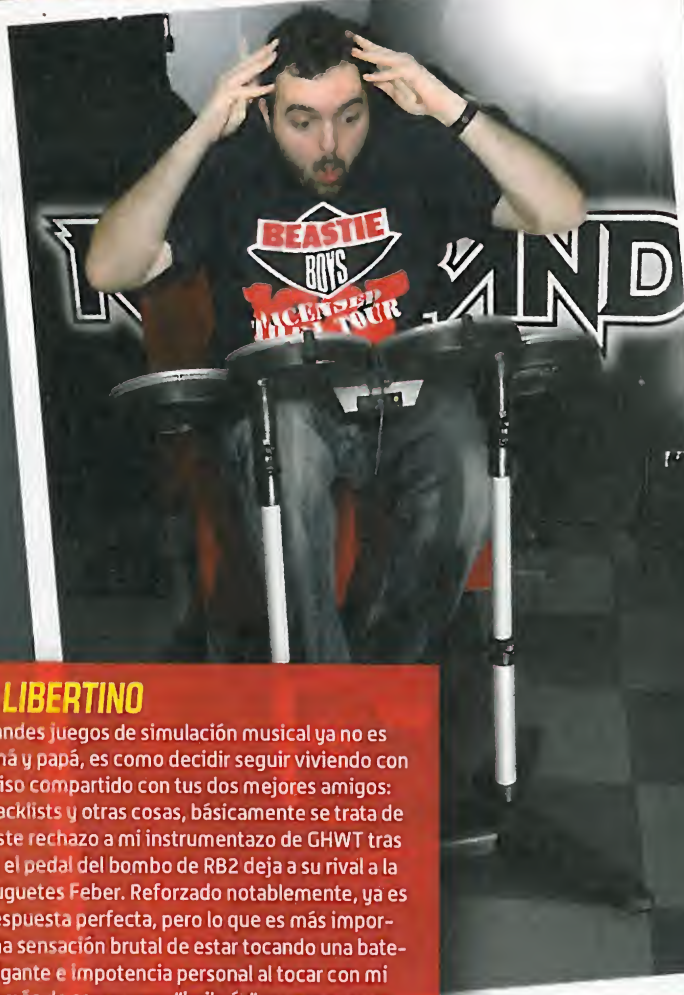 BEASTIE
BOYS
LICENSED
TOUR
ND
LIBERTINO
andes juegos de simulación musical ya no es
má y papá, es como decidir seguir viviendo con
iso compartido con tus dos mejores amigos:
acklists y otras cosas, básicamente se trata de
ste rechazo a mi instrumentazo de GHWT tras
el pedal del bombo de RB2 deja a su rival a la
uguetes Feber. Reforzado notablemente, ya es
espuesta perfecta, pero lo que es más impor-
na sensación brutal de estar tocando una bate-
gante e impotencia personal al tocar con mi